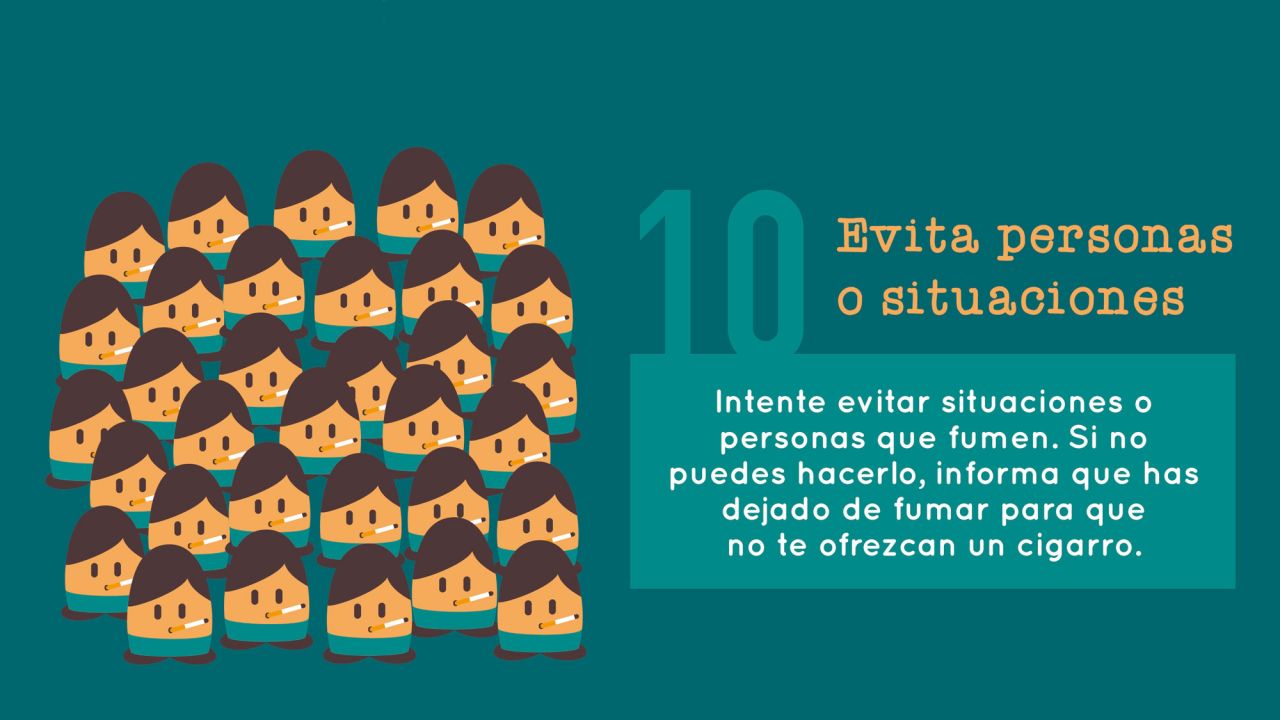 10
Evita personas
o situaciones
Intente evitar situaciones o
personas que fumen. Si no
puedes hacerlo, informa que has
dejado de fumar para que
no te ofrezcan un cigarro.